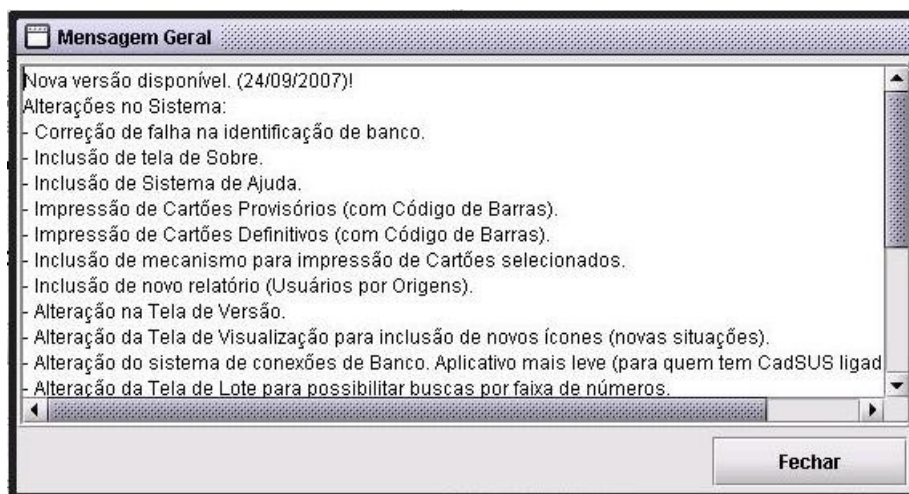 Mensagem Geral
Nova versão disponível. (24/09/2007)!
Alterações no Sistema:
- Correção de falha na identificação de banco.
- Inclusão de tela de Sobre.
- Inclusão de Sistema de Ajuda.
- Impressão de Cartões Provisórios (com Código de Barras).
- Impressão de Cartões Definitivos (com Código de Barras).
- Inclusão de mecanismo para impressão de Cartões selecionados.
- Inclusão de novo relatório (Usuários por Origens).
- Alteração na Tela de Versão.
- Alteração da Tela de Visualização para inclusão de novos ícones (novas situações).
- Alteração do sistema de conexões de Banco. Aplicativo mais leve (para quem tem CadSUS ligad
- Alteração da Tela de Lote para possibilitar buscas por faixa de números.
Fechar